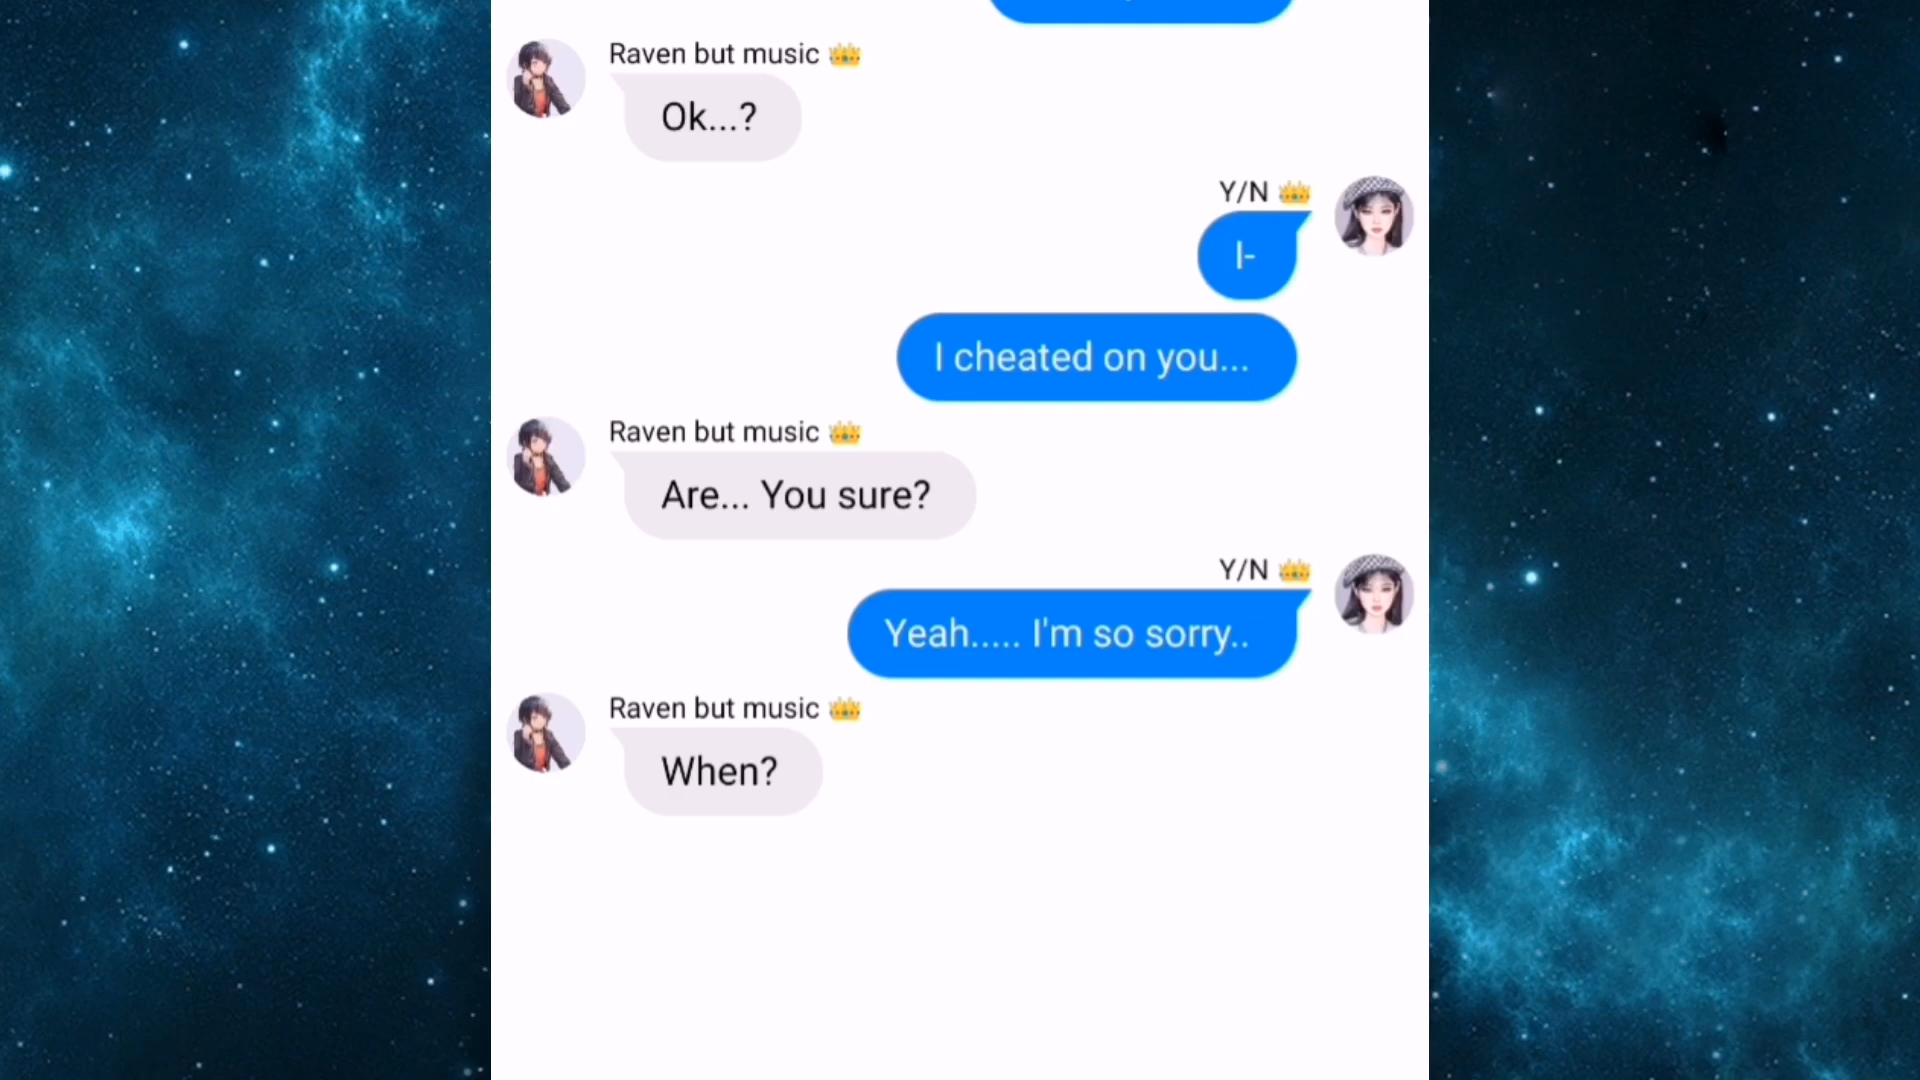 Raven but music 👑
Ok...?
Y/N 👑
I-
I cheated on you...
Raven but music 👑
Are... You sure?
Y/N 👑
Yeah..... I'm so sorry..
Raven but music 👑
When?